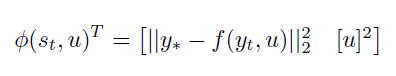 ϕ(s_t, u)^T = [||y_* − f(y_t, u)||_2^2 [u]^2]